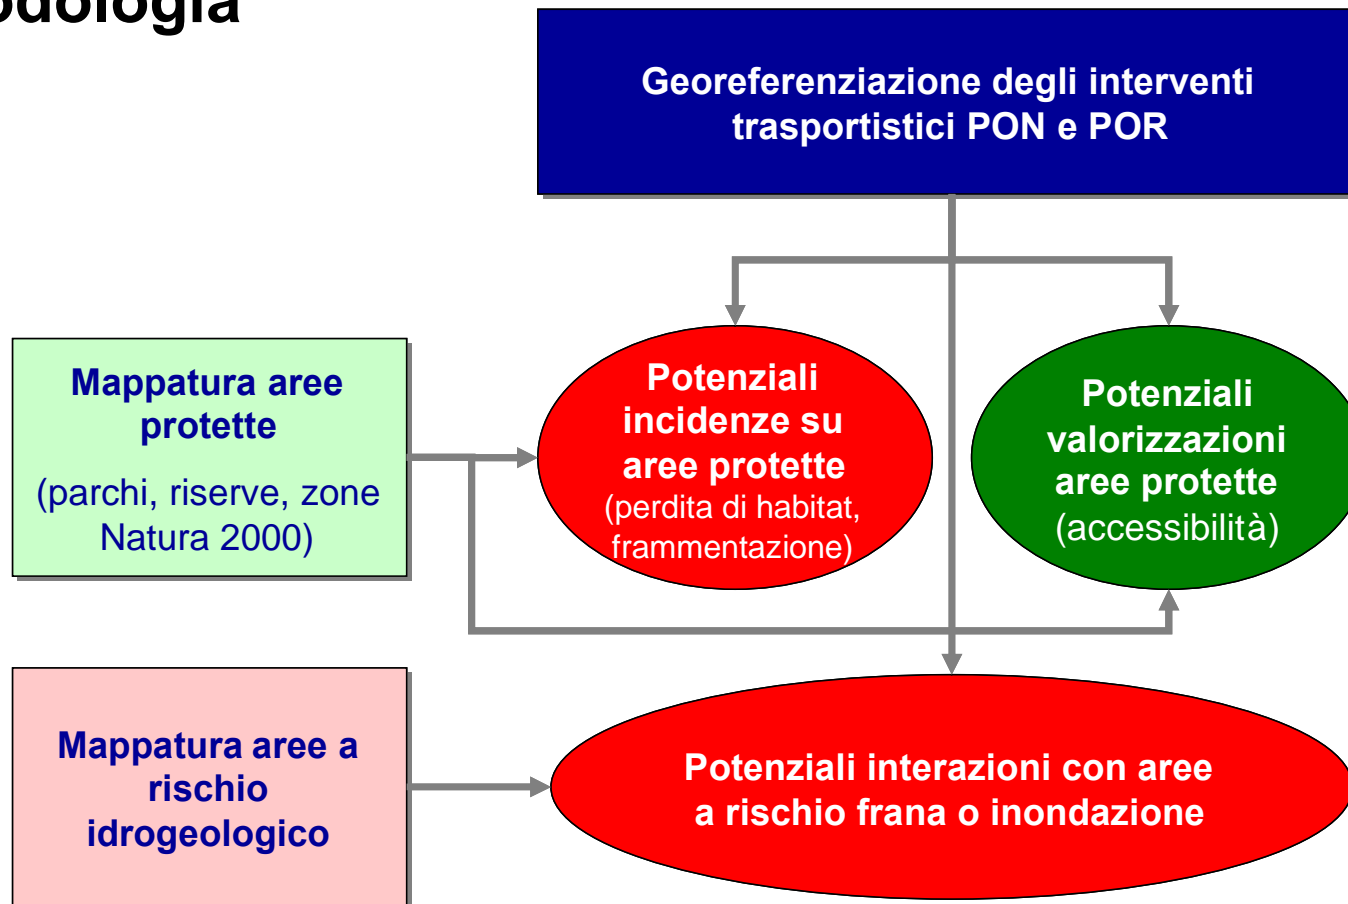 odologia
Georeferenziazione degli interventi
trasportistici PON e POR
Mappatura aree
protette
(parchi, riserve, zone
Natura 2000)
Potenziali
incidenze su
aree protette
(perdita di habitat,
frammentazione)
Potenziali
valorizzazioni
aree protette
(accessibilità)
Mappatura aree a
rischio
idrogeologico
Potenziali interazioni con aree
a rischio frana o inondazione